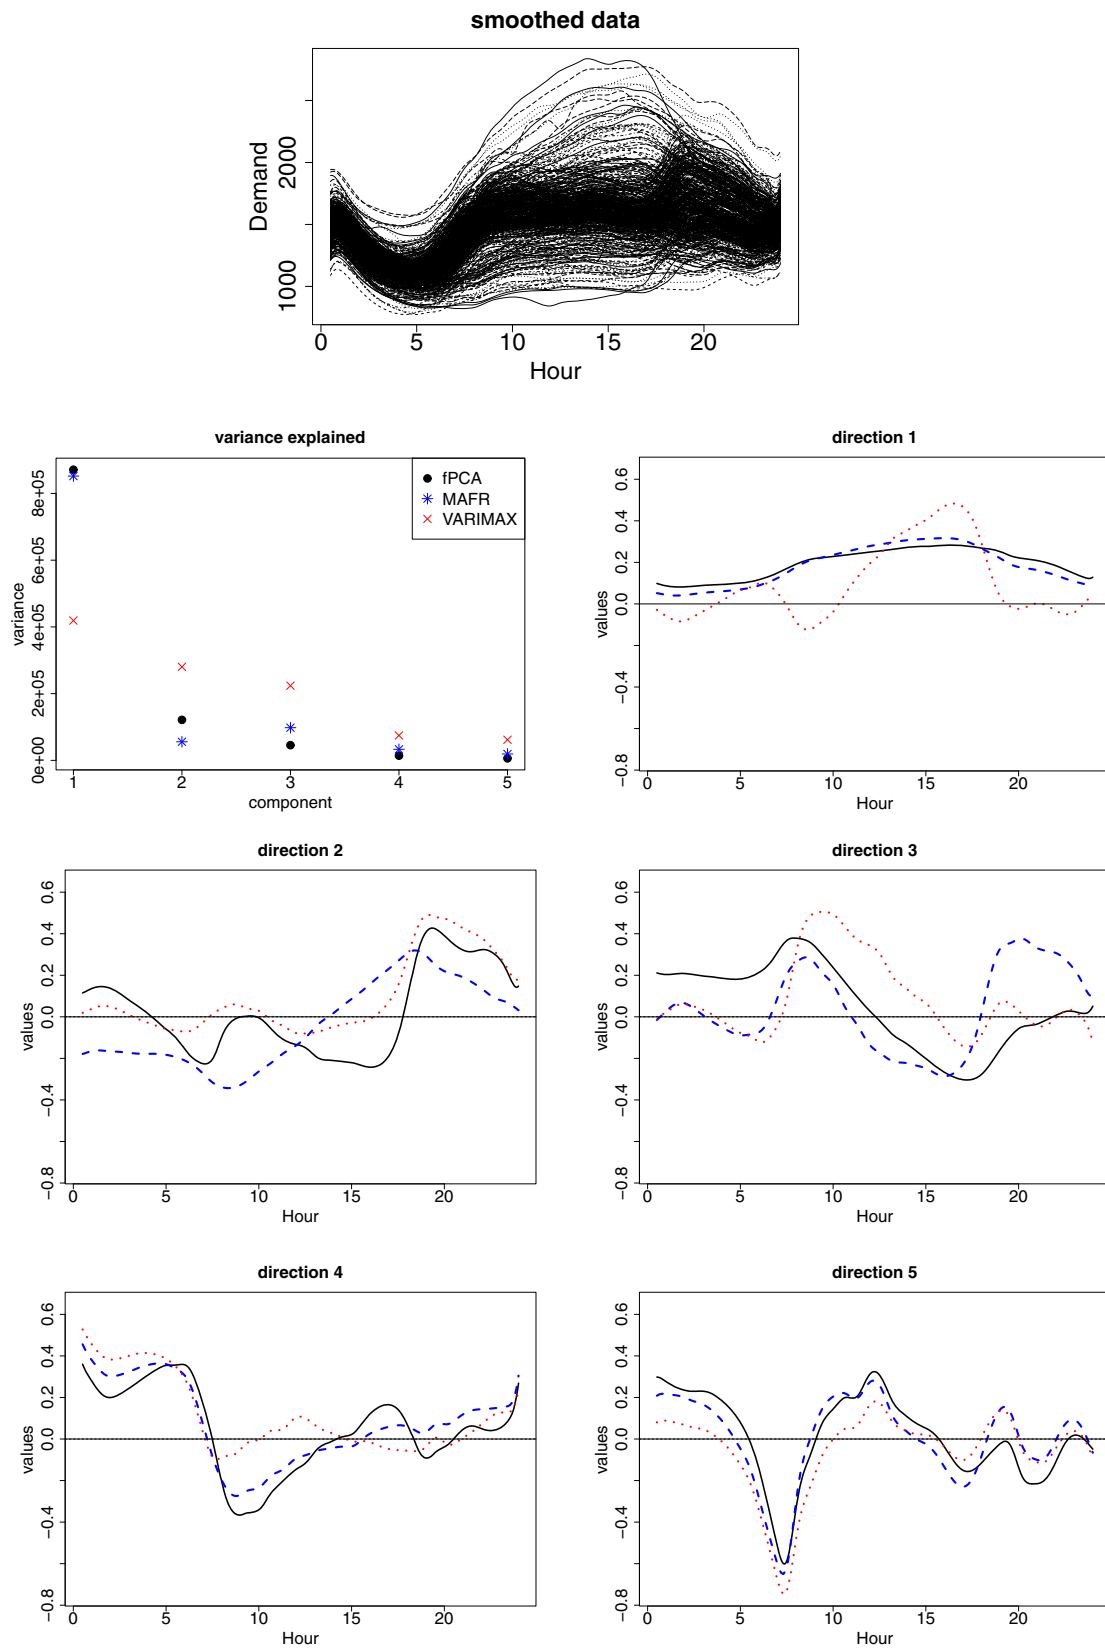 smoothed data
Demand
1000 2000
0 5 10 15 20
Hour
variance explained
variance
0e+00 2e+05 4e+05 6e+05 8e+05
fPCA
MAFR
VARIMAX
1 2 3 4 5
component
direction 1
values
−0.8 −0.4 0.0 0.2 0.4 0.6
0 5 10 15 20
Hour
direction 2
values
−0.8 −0.4 0.0 0.2 0.4 0.6
0 5 10 15 20
Hour
direction 3
values
−0.8 −0.4 0.0 0.2 0.4 0.6
0 5 10 15 20
Hour
direction 4
values
−0.8 −0.4 0.0 0.2 0.4 0.6
0 5 10 15 20
Hour
direction 5
values
−0.8 −0.4 0.0 0.2 0.4 0.6
0 5 10 15 20
Hour